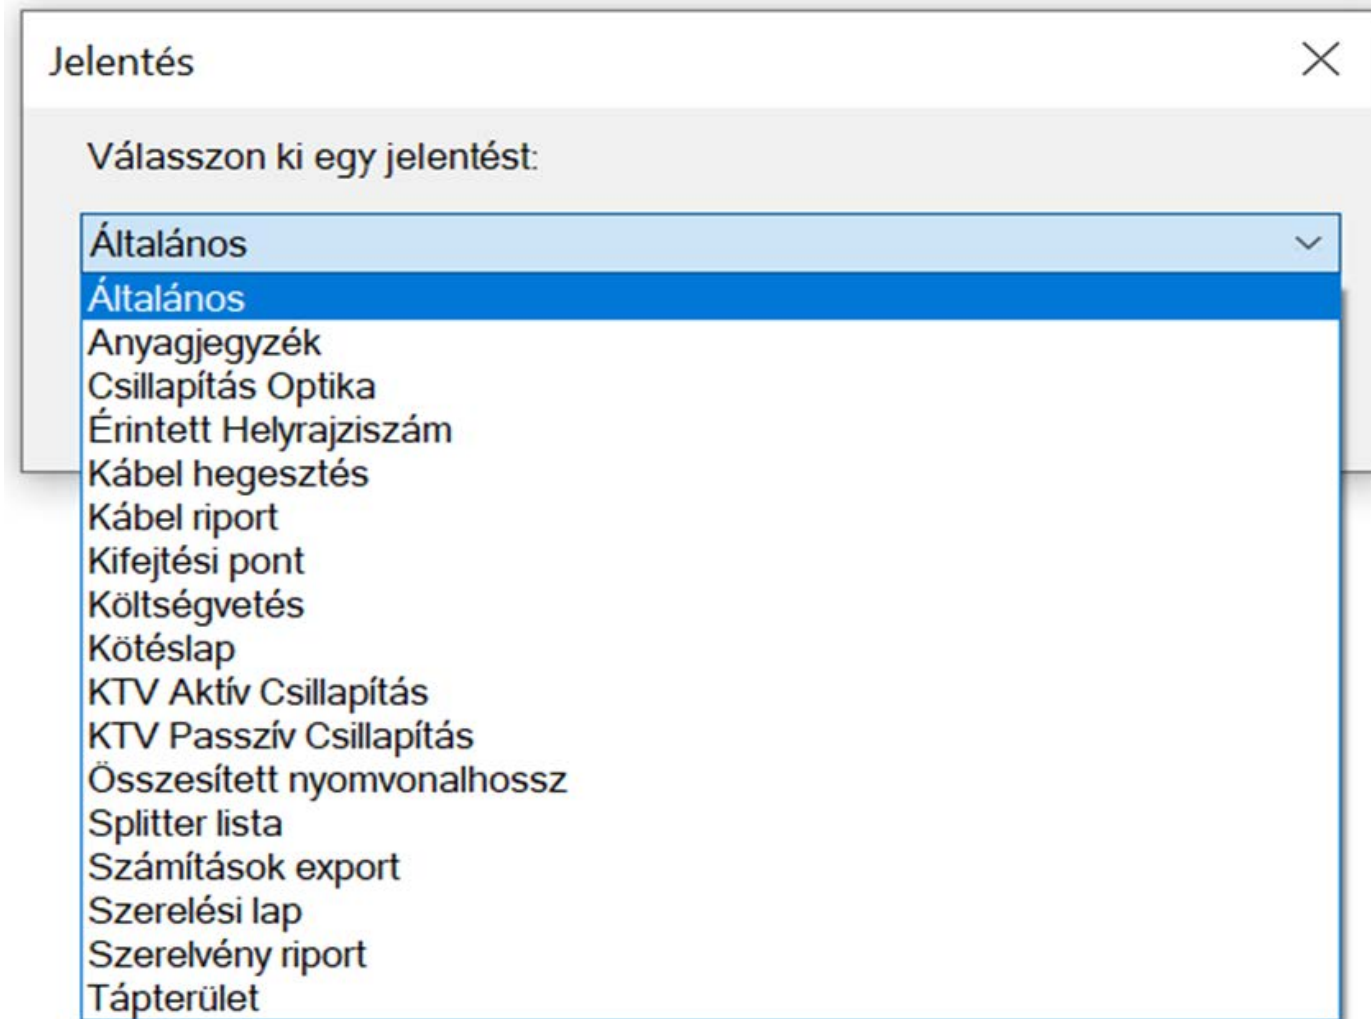 Jelentés
Válasszon ki egy jelentést:
Általános
Általános
Anyagjegyzék
Csillapítás Optika
Érintett Helyrajziszám
Kábel hegesztés
Kábel riport
Kifejtési pont
Költségvetés
Kötéslap
KTV Aktív Csillapítás
KTV Passzív Csillapítás
Összesített nyomvonalhossz
Splitter lista
Számítások export
Szerelési lap
Szerelvény riport
Tápterület